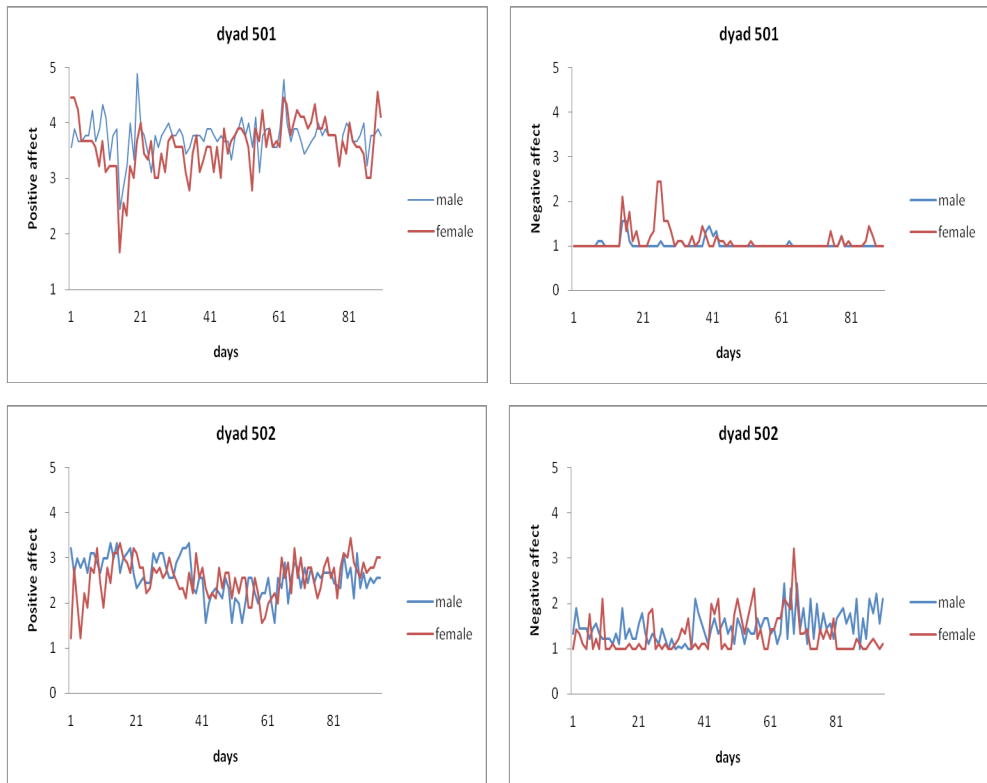 dyad 501
5
4
3
2
1
Positive affect
1 21 41 61 81
days
male
female
dyad 501
5
4
3
2
1
0
Negative affect
1 21 41 61 81
days
male
female
dyad 502
5
4
3
2
1
0
Positive affect
1 21 41 61 81
days
male
female
dyad 502
5
4
3
2
1
0
Negative affect
1 21 41 61 81
days
male
female